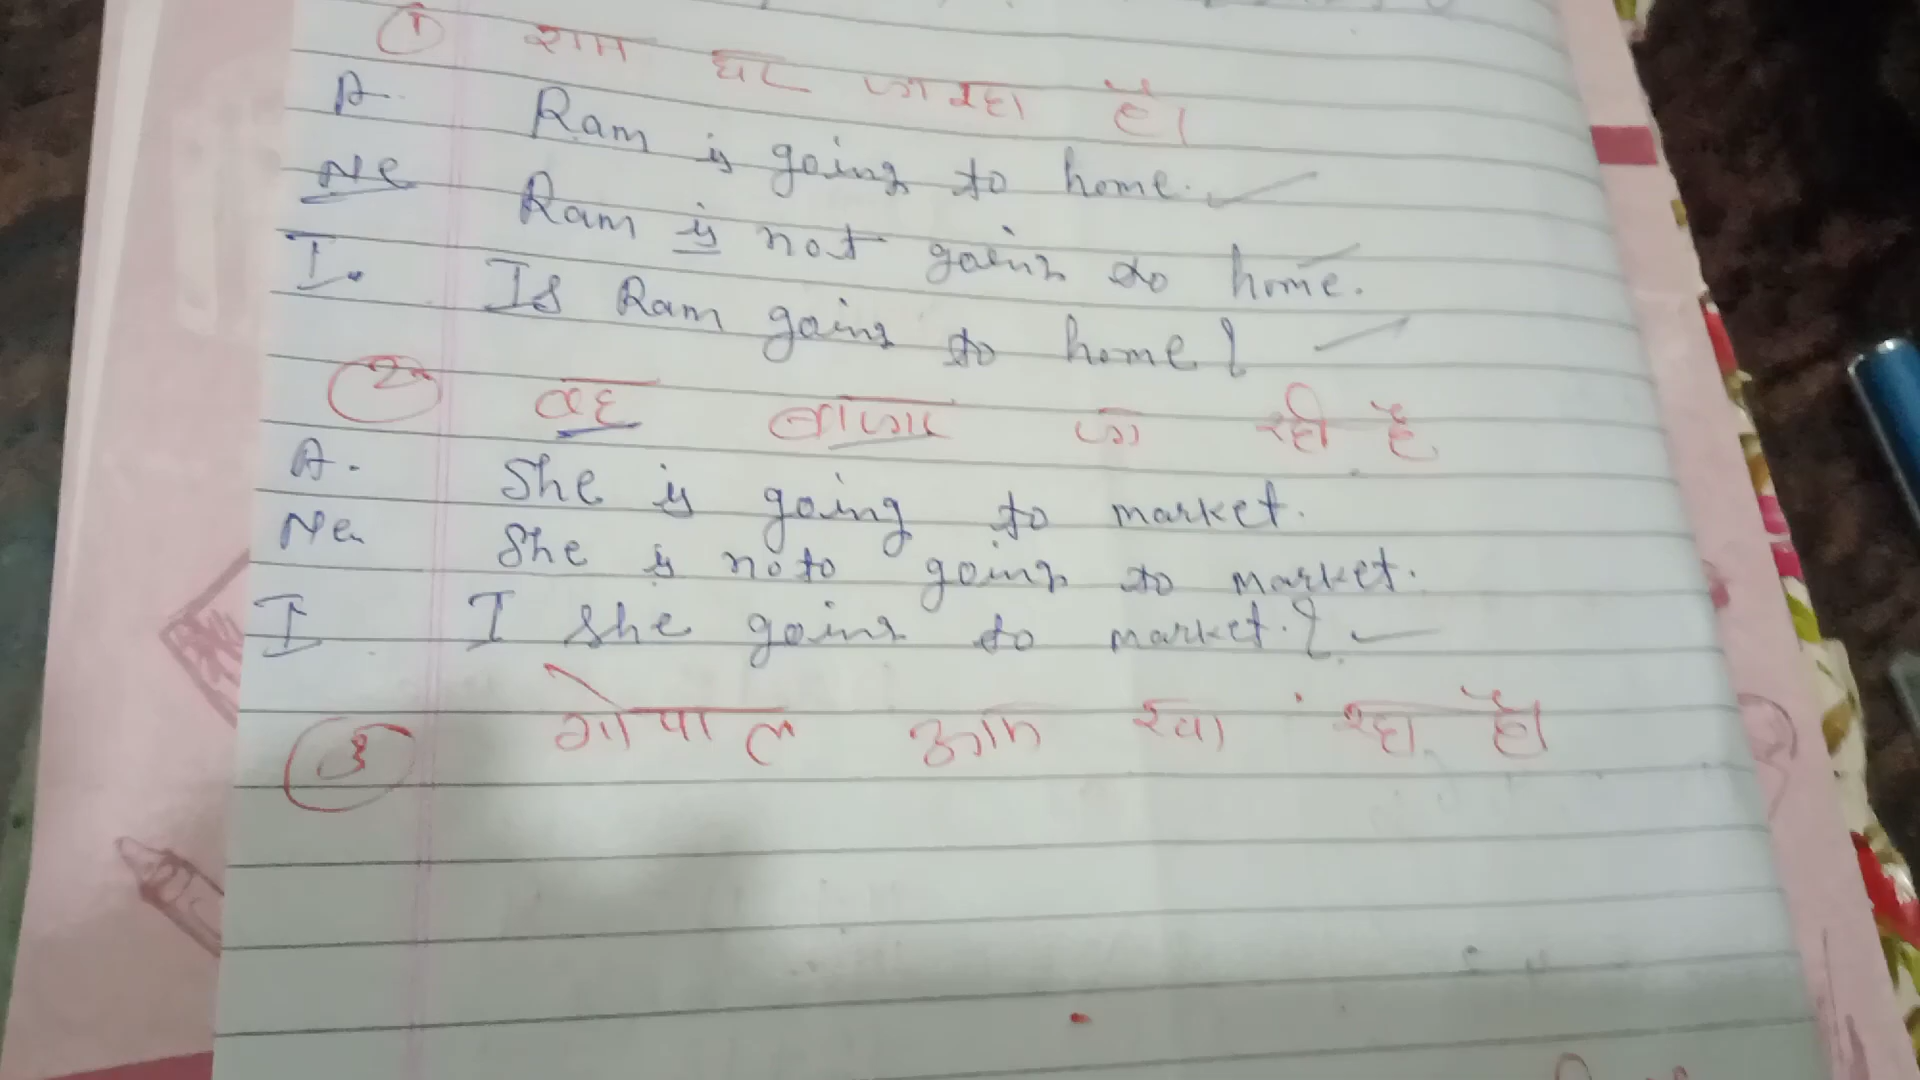 ① राम घर जा रहा है।
A. Ram is going to home.
Ne Ram is not going to home.
I. Is Ram going to home?
② वह बाजार जा रही है
A. She is going to market.
Ne. She is noto going to market.
I I she going to market.?
③ गोपाल आम खा रहा है।